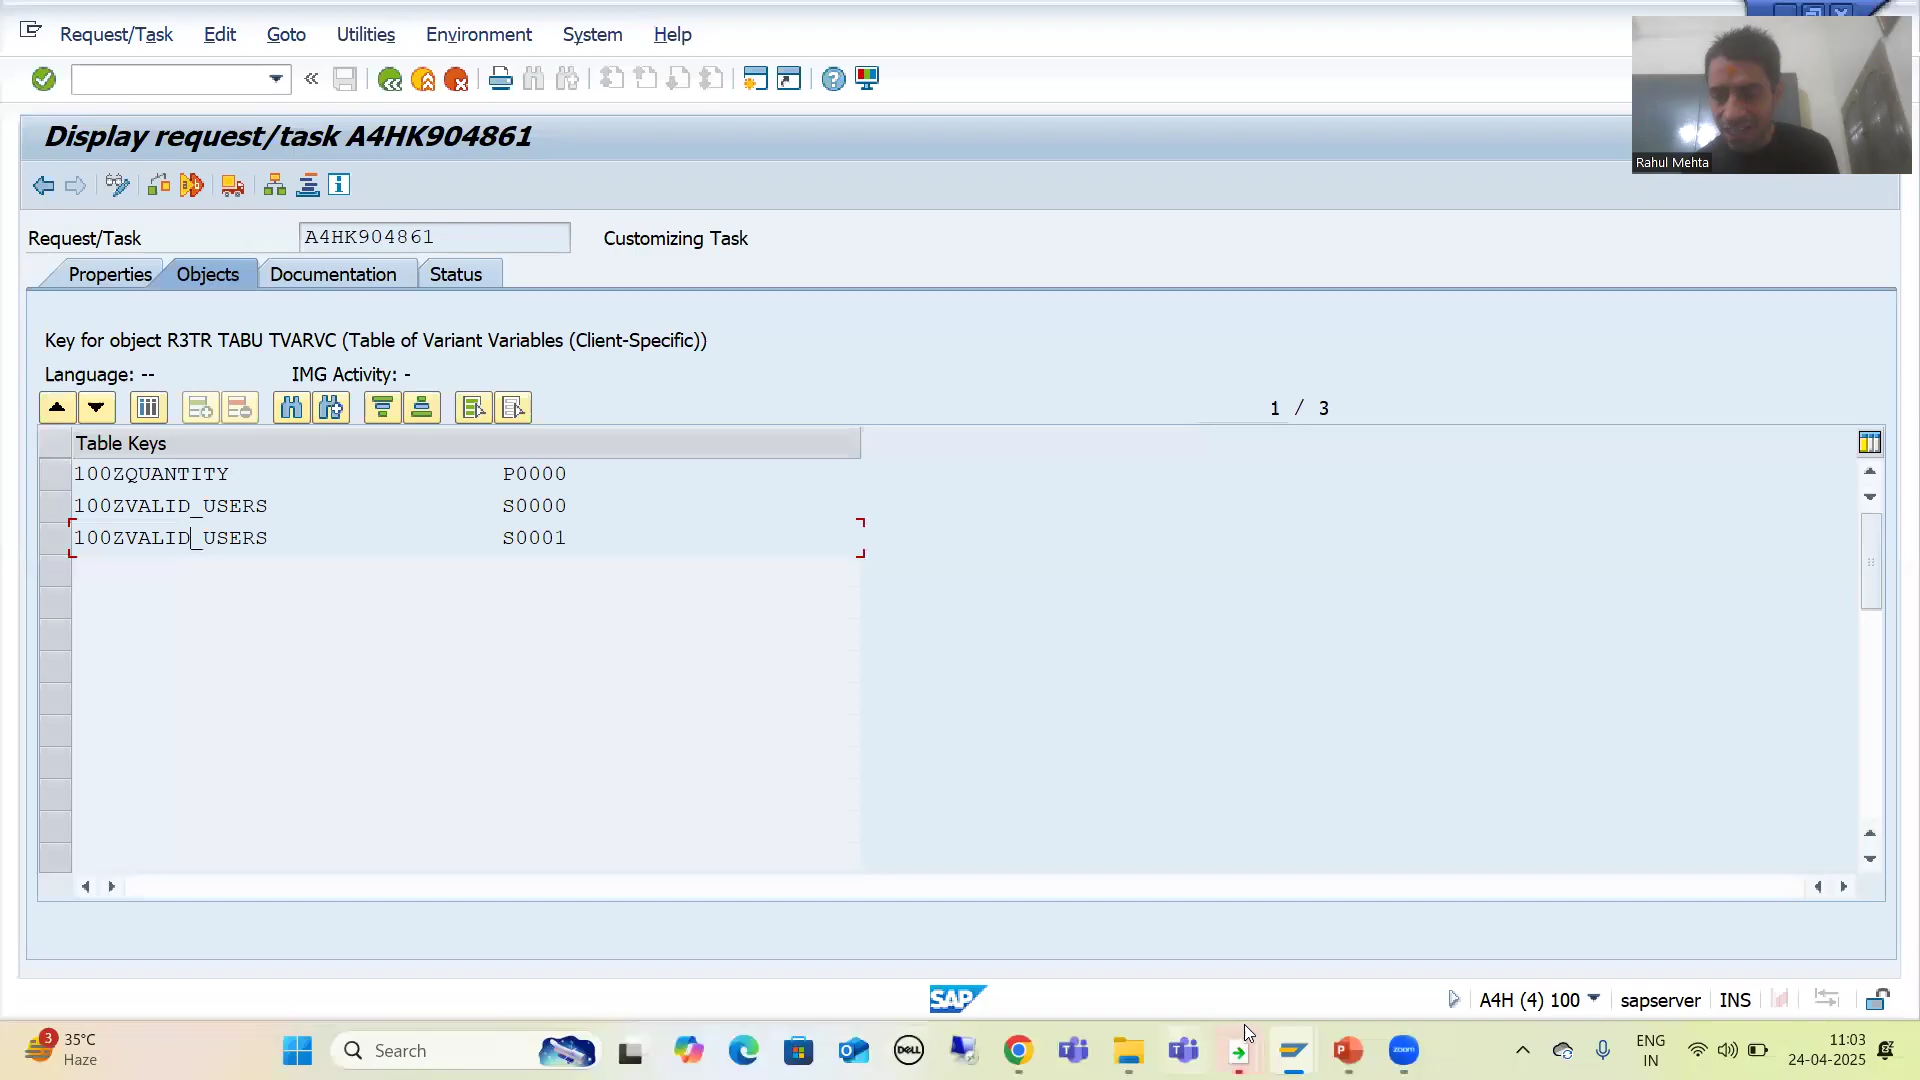 Request/Task Edit Goto Utilities Environment System Help
Rahul Mehta
Display request/task A4HK904861
Request/Task A4HK904861 Customizing Task
Properties Objects Documentation Status
Key for object R3TR TABU TVARVC (Table of Variant Variables (Client-Specific))
Language: -- IMG Activity: -
1 / 3
Table Keys
100ZQUANTITY P0000
100ZVALID_USERS S0000
100ZVALID_USERS S0001
SAP
A4H (4) 100 sapserver INS
3
35°C
Haze
Search
DELL
zoom
ENG
IN
11:03
24-04-2025